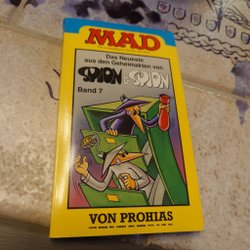 MAD
Das Neueste
aus den Geheimakten von
SPION & SPION
Band 7
VON PROHIAS